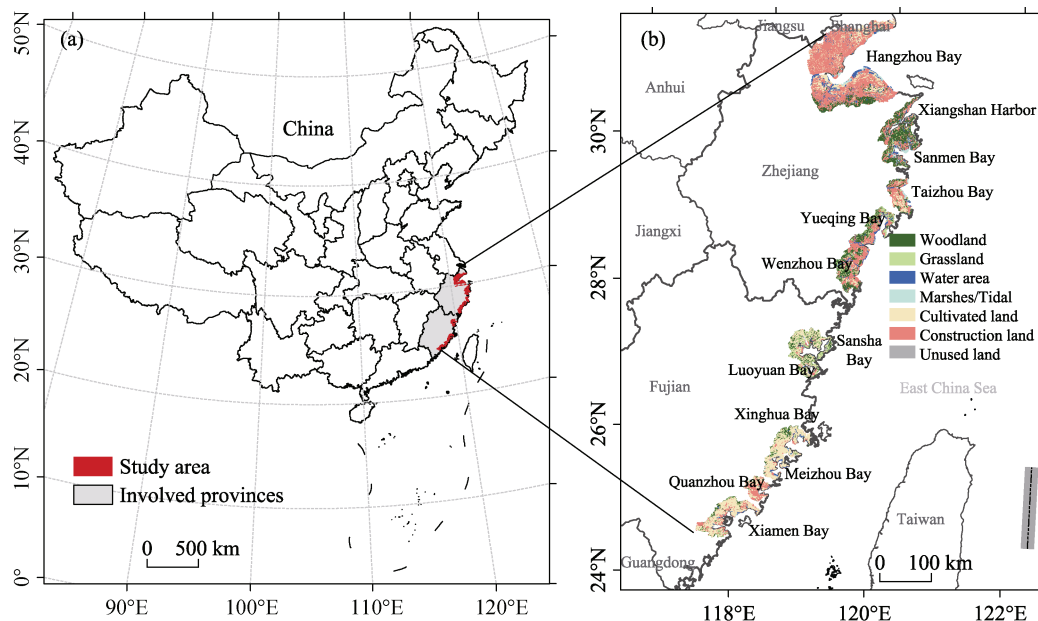 (a)
China
50°N
40°N
30°N
20°N
10°N
0°
90°E
100°E
110°E
120°E
Study area
Involved provinces
0 500 km
(b)
Jiangsu
Shanghai
Hangzhou Bay
Anhui
Xiangshan Harbor
Sanmen Bay
Zhejiang
Taizhou Bay
Yueqing Bay
Jiangxi
Wenzhou Bay
Woodland
Grassland
Water area
Marshes/Tidal
Cultivated land
Construction land
Unused land
Sansha
Bay
Luoyuan Bay
Fujian
East China Sea
Xinghua Bay
Meizhou Bay
Quanzhou Bay
Xiamen Bay
Taiwan
Guangdong
0 100 km
30°N
28°N
26°N
24°N
118°E
120°E
122°E